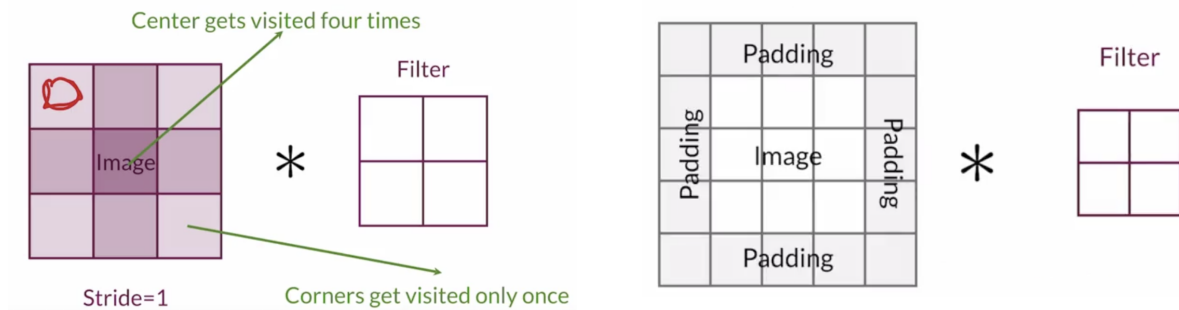 Center gets visited four times
Filter
Image
*
Stride=1
Corners get visited only once
Padding
Padding
Image
Padding
Padding
*
Filter